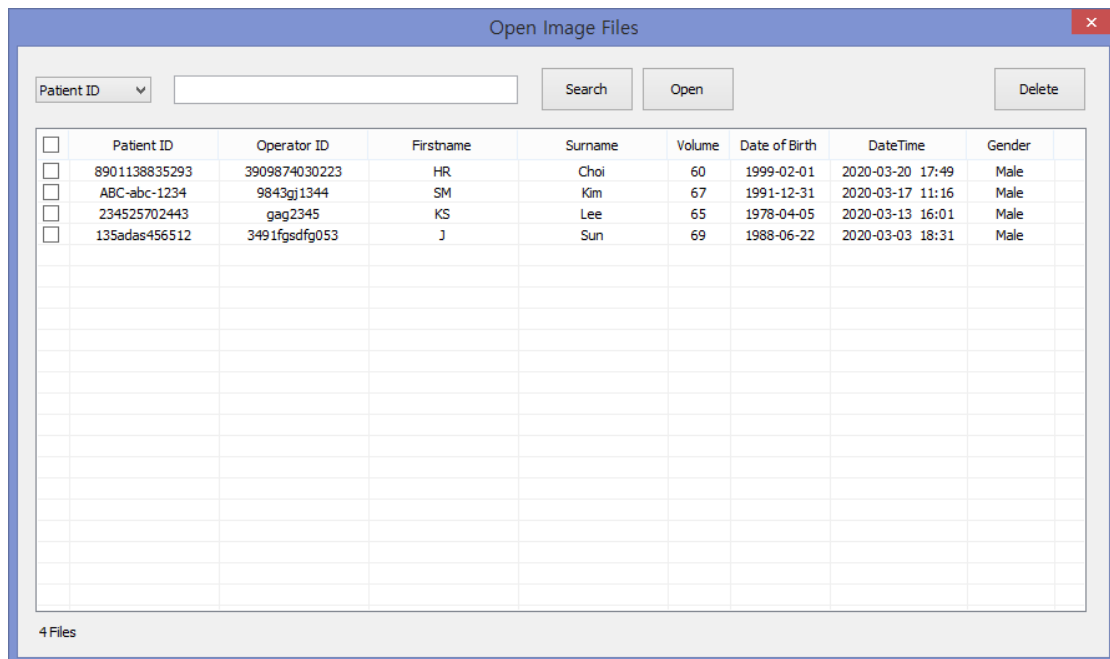 Open Image Files
Patient ID Search Open Delete
Patient ID Operator ID Firstname Surname Volume Date of Birth DateTime Gender
8901138835293 3909874030223 HR Choi 60 1999-02-01 2020-03-20 17:49 Male
ABC-abc-1234 9843gj1344 SM Kim 67 1991-12-31 2020-03-17 11:16 Male
234525702443 gag2345 KS Lee 65 1978-04-05 2020-03-13 16:01 Male
135adas456512 3491fgsdfg053 J Sun 69 1988-06-22 2020-03-03 18:31 Male
4 Files